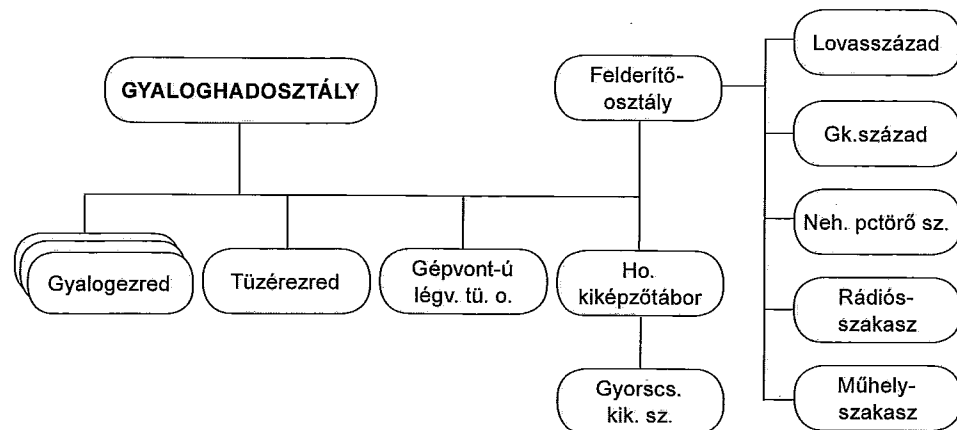 GYALOGHADOSZTÁLY
Felderítő-
osztály
Lovasszázad
Gk.század
Neh. pctörő sz.
Rádiós-
szakasz
Műhely-
szakasz
Gyalogezred
Tüzérezred
Gépvont-ú
légv. tü. o.
Ho.
kiképzőtábor
Gyorscs.
kik. sz.